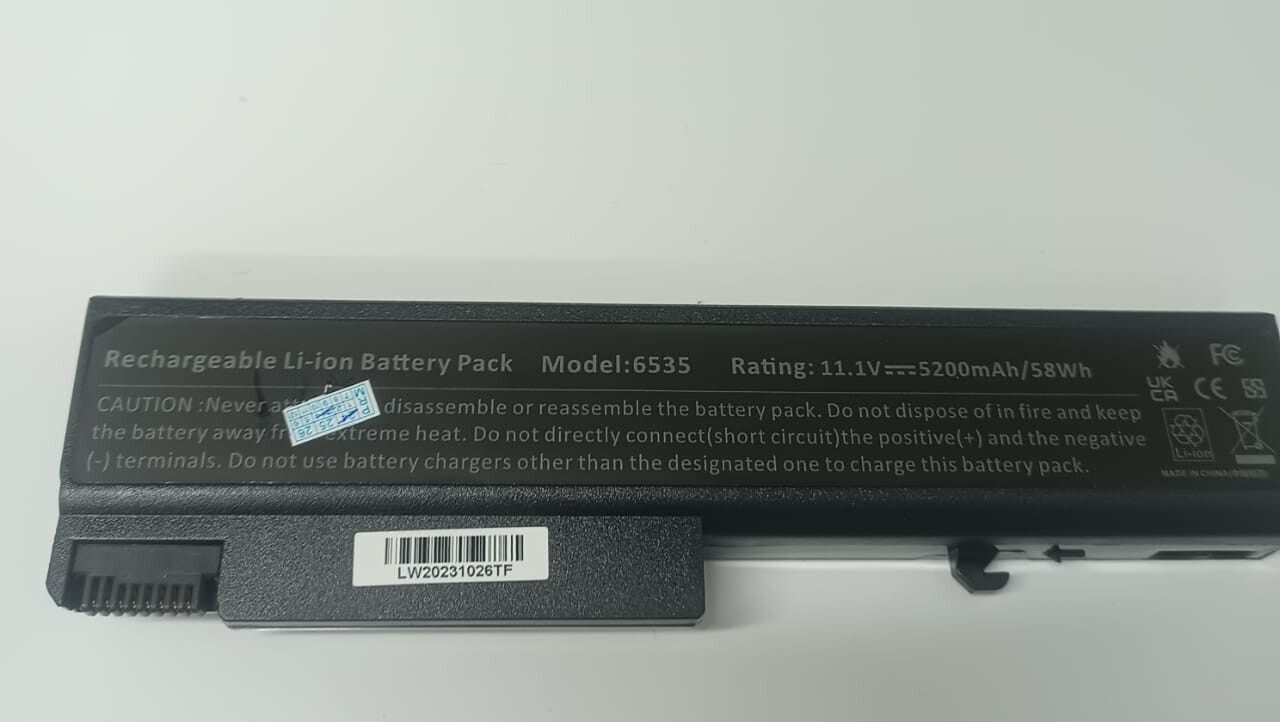 Rechargeable Li-ion Battery Pack Model:6535 Rating: 11.1V⎓5200mAh/58Wh
CAUTION :Never disassemble or reassemble the battery pack. Do not dispose of in fire and keep
the battery away extreme heat. Do not directly connect(short circuit)the positive(+) and the negative
(-) terminals. Do not use battery chargers other than the designated one to charge this battery pack.
FC
UK
CA
CE
Li-ion
MADE IN CHINA
25 26
LW20231026TF